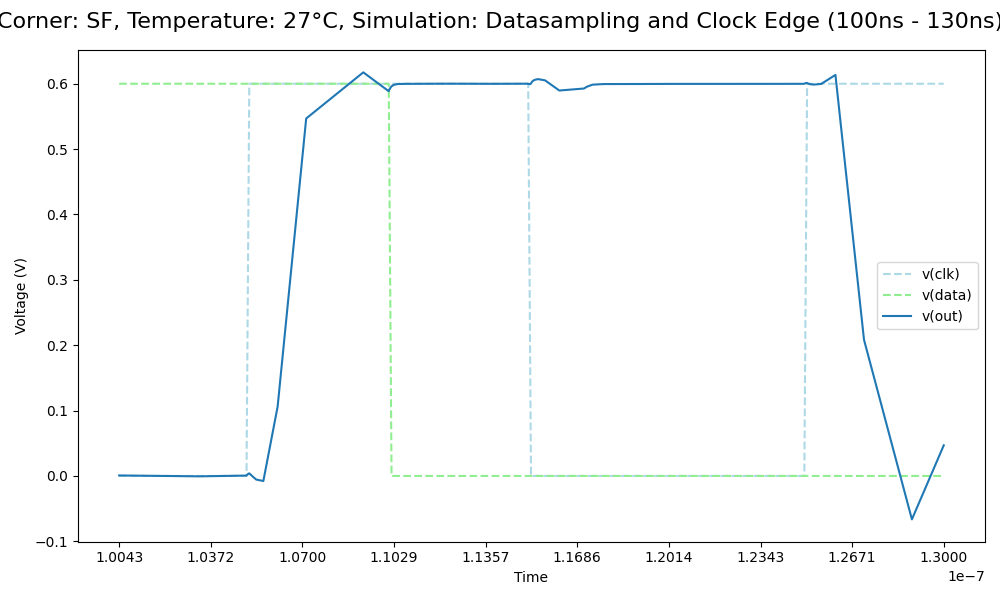 Corner: SF, Temperature: 27°C, Simulation: Datasampling and Clock Edge (100ns - 130ns)
0.6
0.5
0.4
0.3
0.2
0.1
0.0
−0.1
Voltage (V)
v(clk)
v(data)
v(out)
1.0043 1.0372 1.0700 1.1029 1.1357 1.1686 1.2014 1.2343 1.2671 1.3000
Time
1e−7